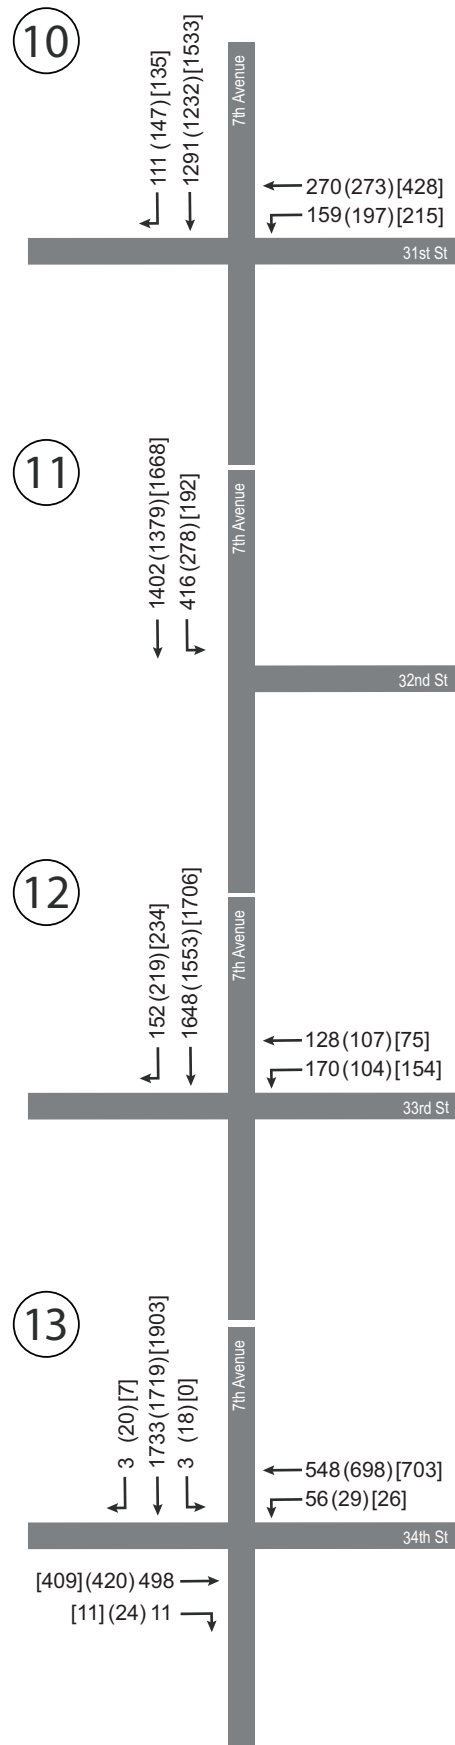 10
111 (147)[135]
1291(1232)[1533]
7th Avenue
270(273)[428]
159(197)[215]
31st St
11
1402(1379)[1668]
416(278)[192]
7th Avenue
32nd St
12
152(219)[234]
1648(1553)[1706]
7th Avenue
128(107)[75]
170(104)[154]
33rd St
13
3 (20)[7]
1733(1719)[1903]
3 (18)[0]
7th Avenue
548(698)[703]
56(29)[26]
34th St
[409](420)498
[11](24)11